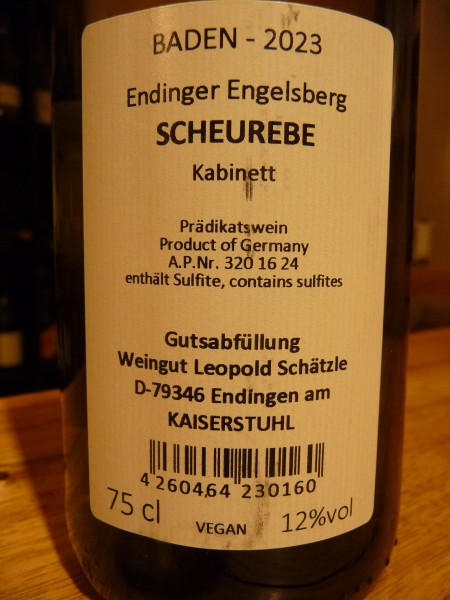 BADEN - 2023
Endinger Engelsberg
SCHEUREBE
Kabinett
Prädikatswein
Product of Germany
A.P.Nr. 320 16 24
enthält Sulfite, contains sulfites
Gutsabfüllung
Weingut Leopold Schätzle
D-79346 Endingen am
KAISERSTUHL
4 260464 230160
75 cl VEGAN 12%vol